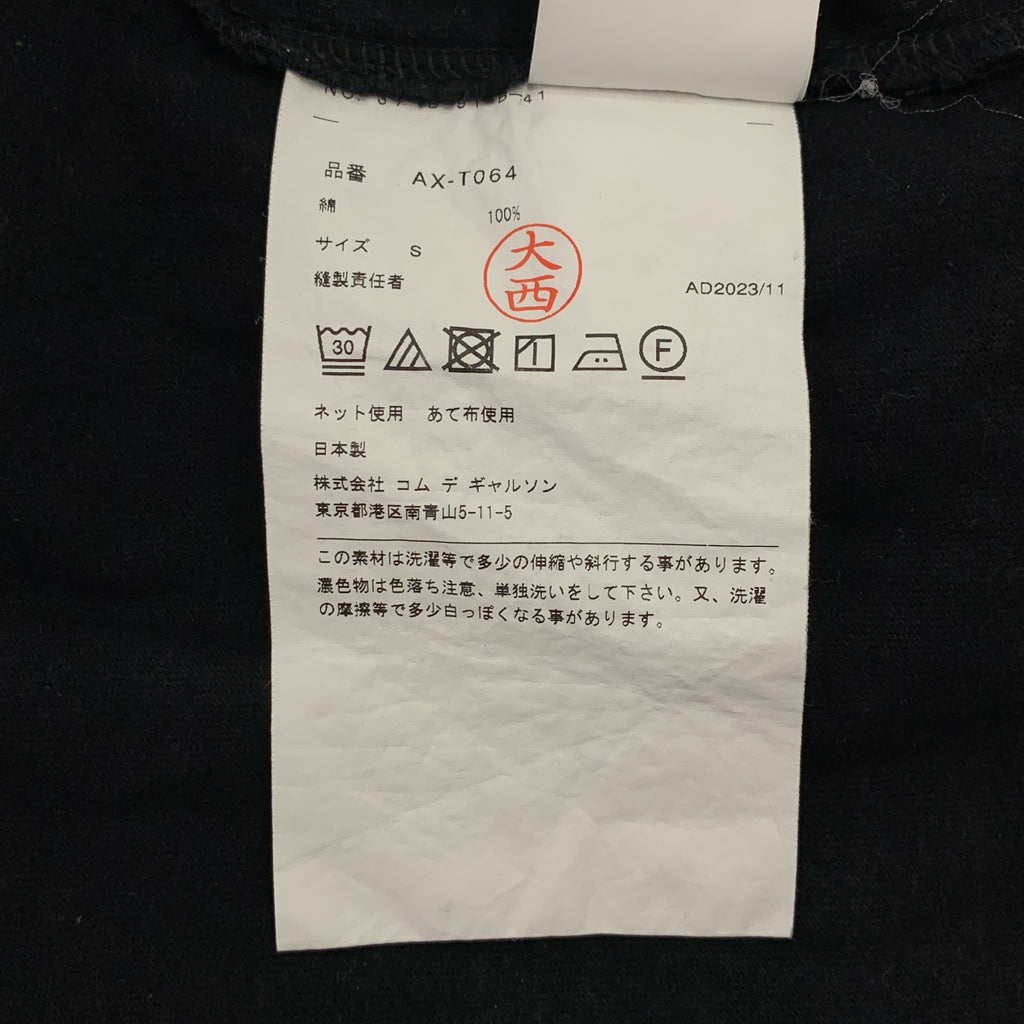 品番 AX-T064
綿 100%
サイズ S
縫製責任者 大西 AD2023/11
30 F
ネット使用 あて布使用
日本製
株式会社 コム デ ギャルソン
東京都港区南青山5-11-5
この素材は洗濯等で多少の伸縮や斜行する事があります。
濃色物は色落ち注意、単独洗いをして下さい。又、洗濯
の摩擦等で多少白っぽくなる事があります。